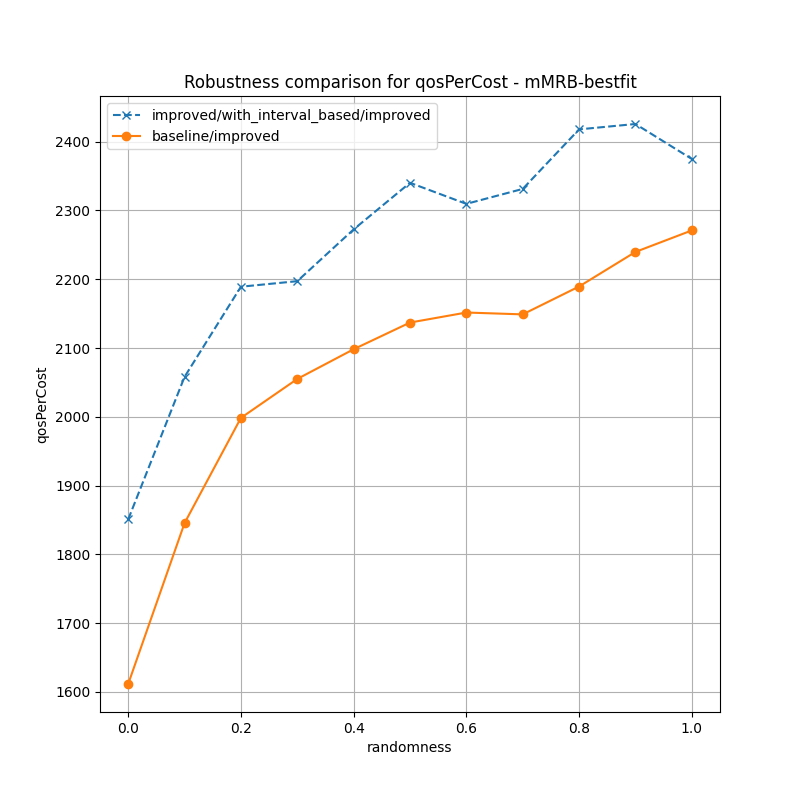 Robustness comparison for qosPerCost - mMRB-bestfit
improved/with_interval_based/improved
baseline/improved
2400
2300
2200
2100
2000
1900
1800
1700
1600
qosPerCost
0.0 0.2 0.4 0.6 0.8 1.0
randomness